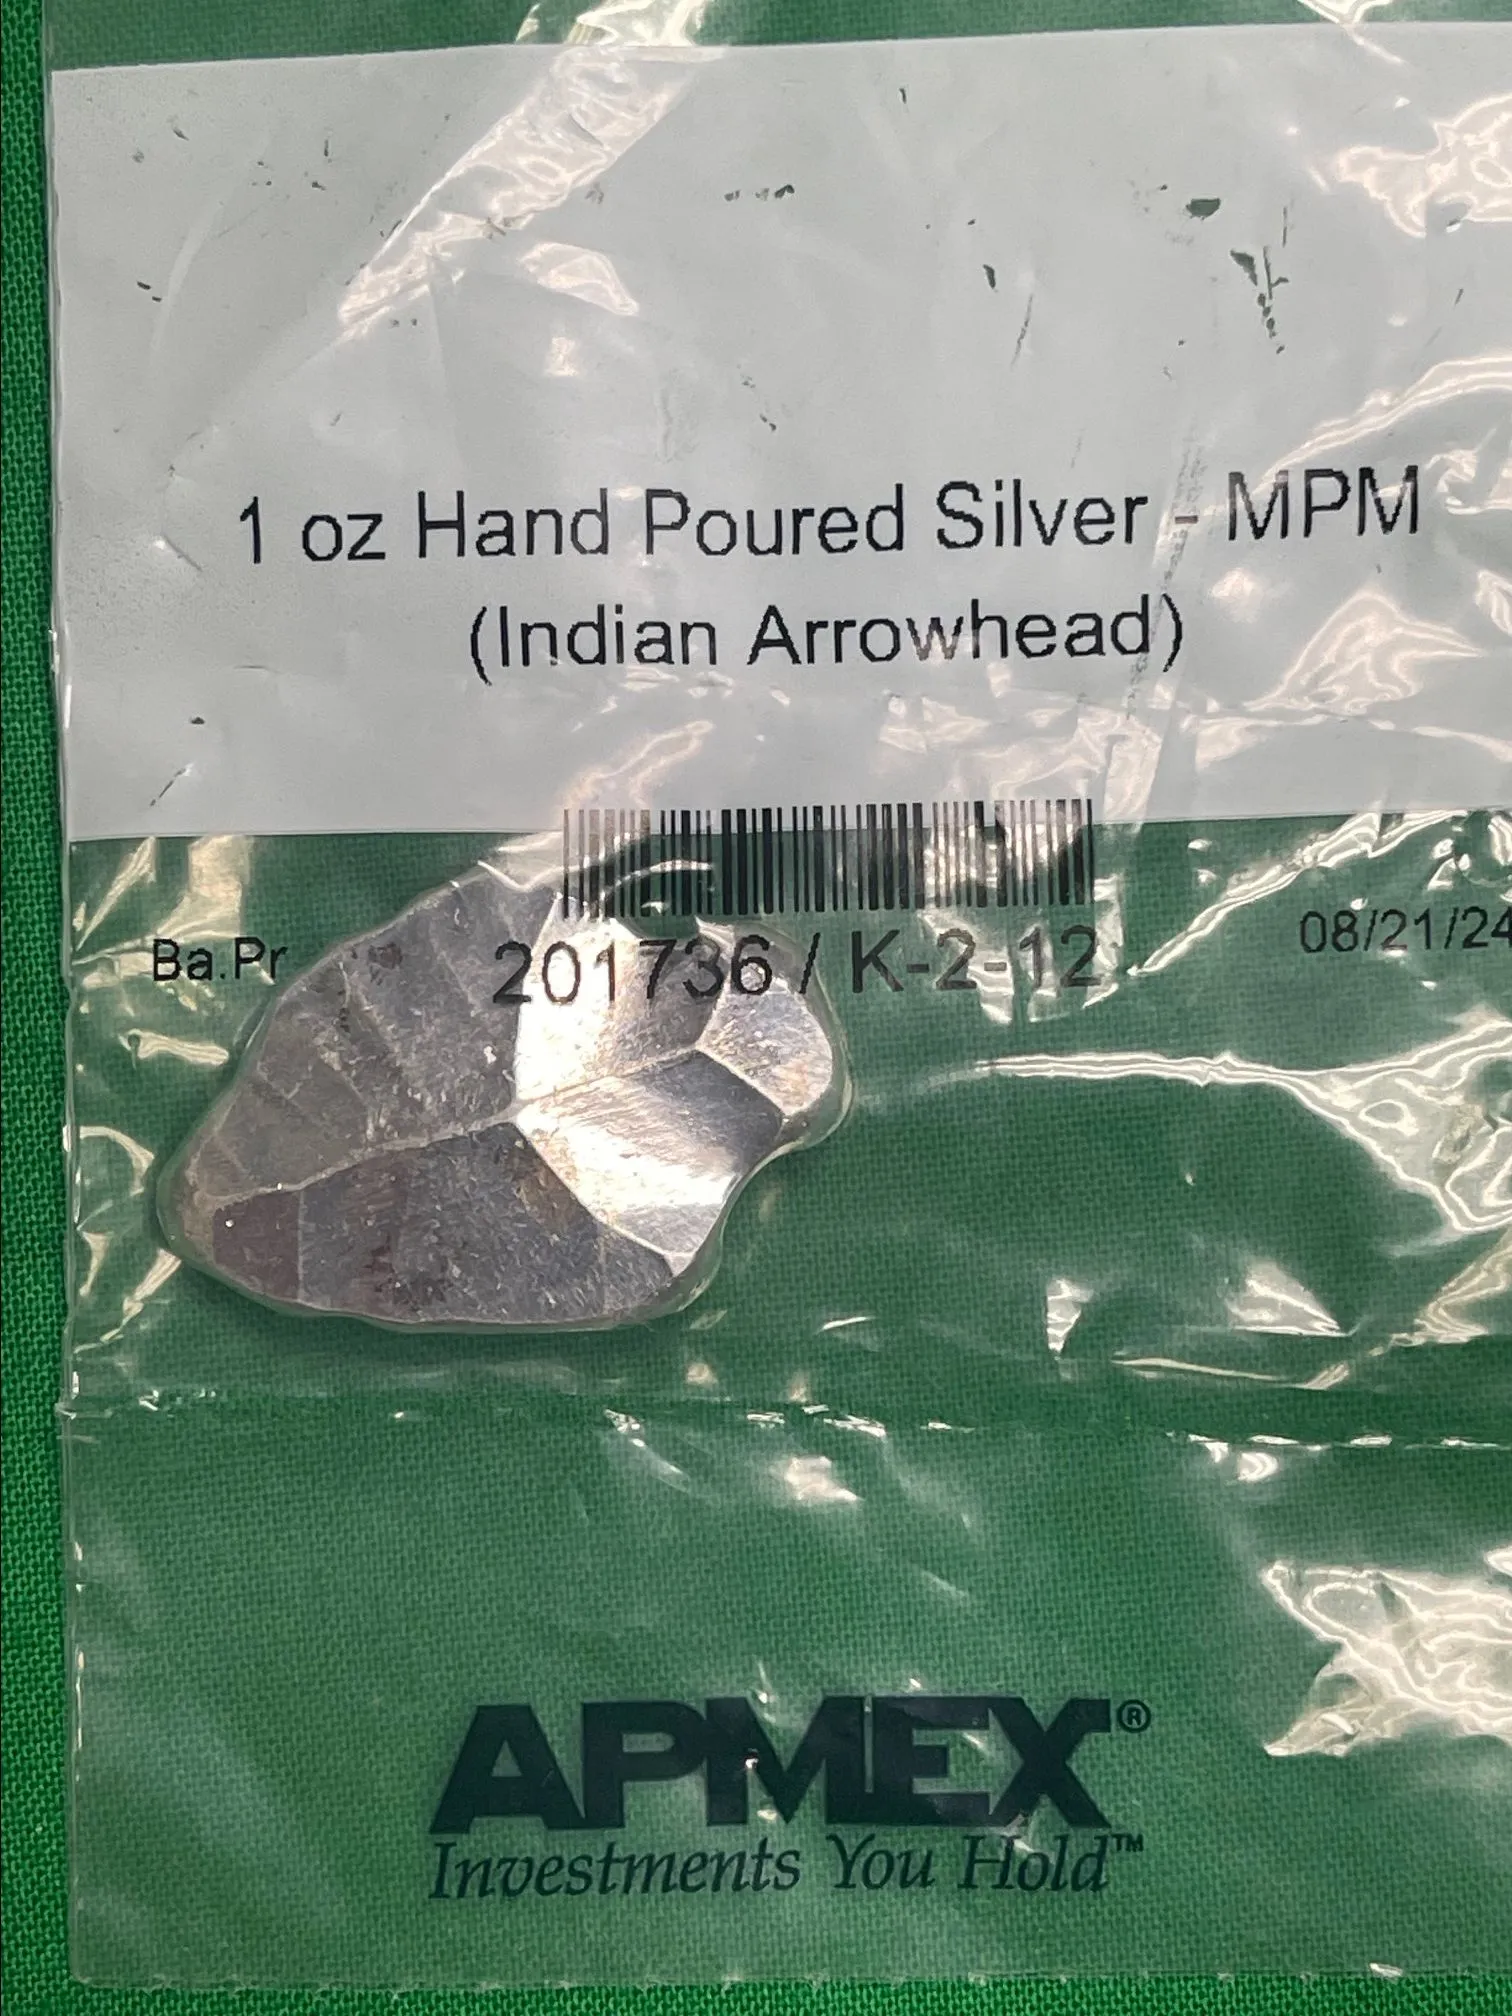 1 oz Hand Poured Silver - MPM
(Indian Arrowhead)
Ba.Pr 201736 / K-2-12 08/21/24
APMEX®
Investments You Hold™